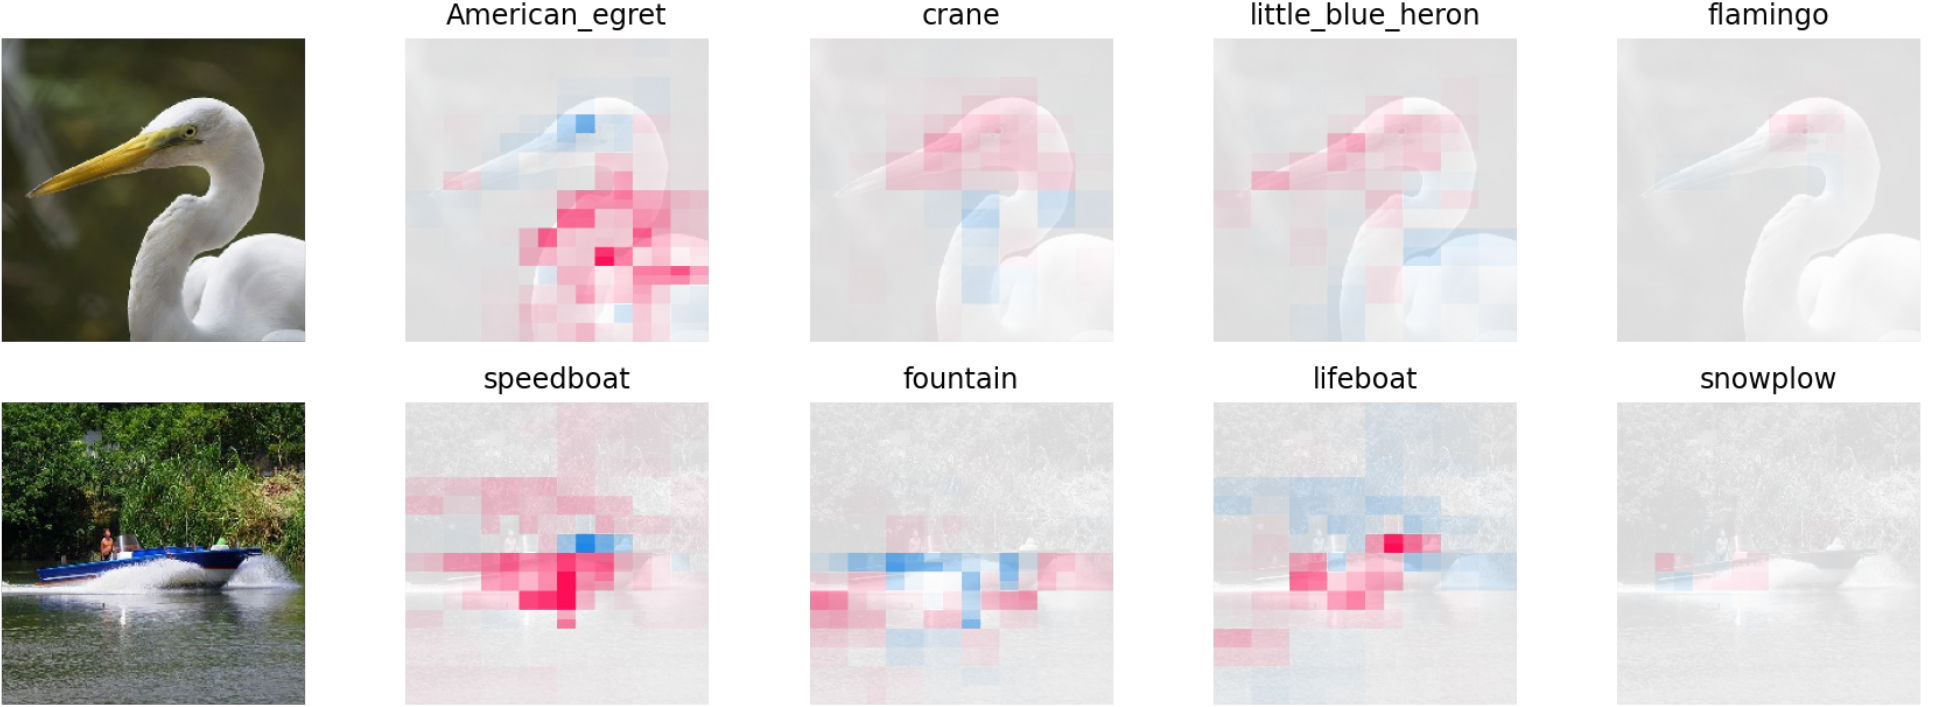 American_egret
crane
little_blue_heron
flamingo
speedboat
fountain
lifeboat
snowplow